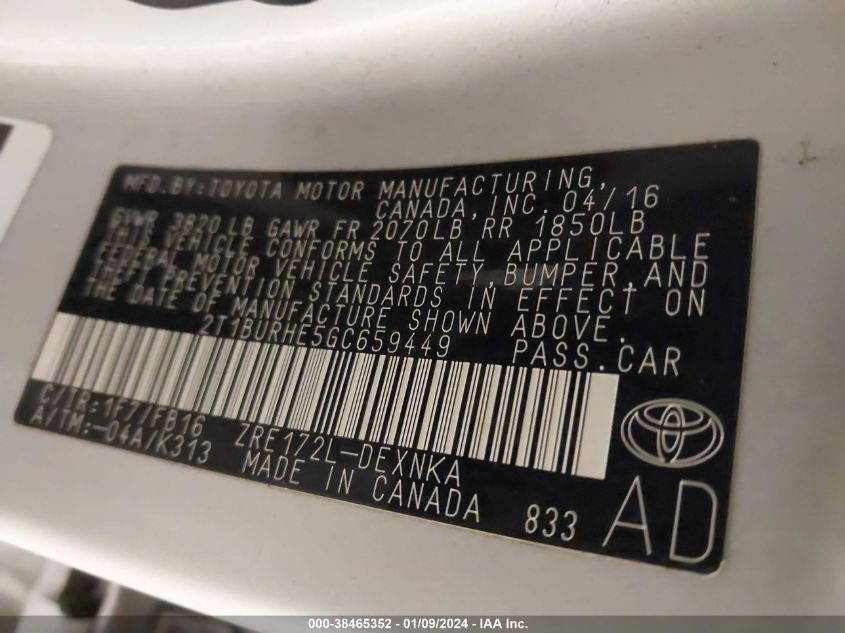 MFD. BY: TOYOTA MOTOR MANUFACTURING,
CANADA, INC. 04/16
GVWR 3820 LB GAWR FR 2070LB RR 1850LB
THIS VEHICLE CONFORMS TO ALL APPLICABLE
FEDERAL MOTOR VEHICLE SAFETY, BUMPER, AND
THEFT PREVENTION STANDARDS IN EFFECT ON
THE DATE OF MANUFACTURE SHOWN ABOVE.
2T1BURHE5GC659449 PASS. CAR
C/TR: 1F7/FB16
A/TM:-04A/K313
ZRE172L-DEXNKA
MADE IN CANADA 833 AD
000-38465352 - 01/09/2024 - IAA Inc.